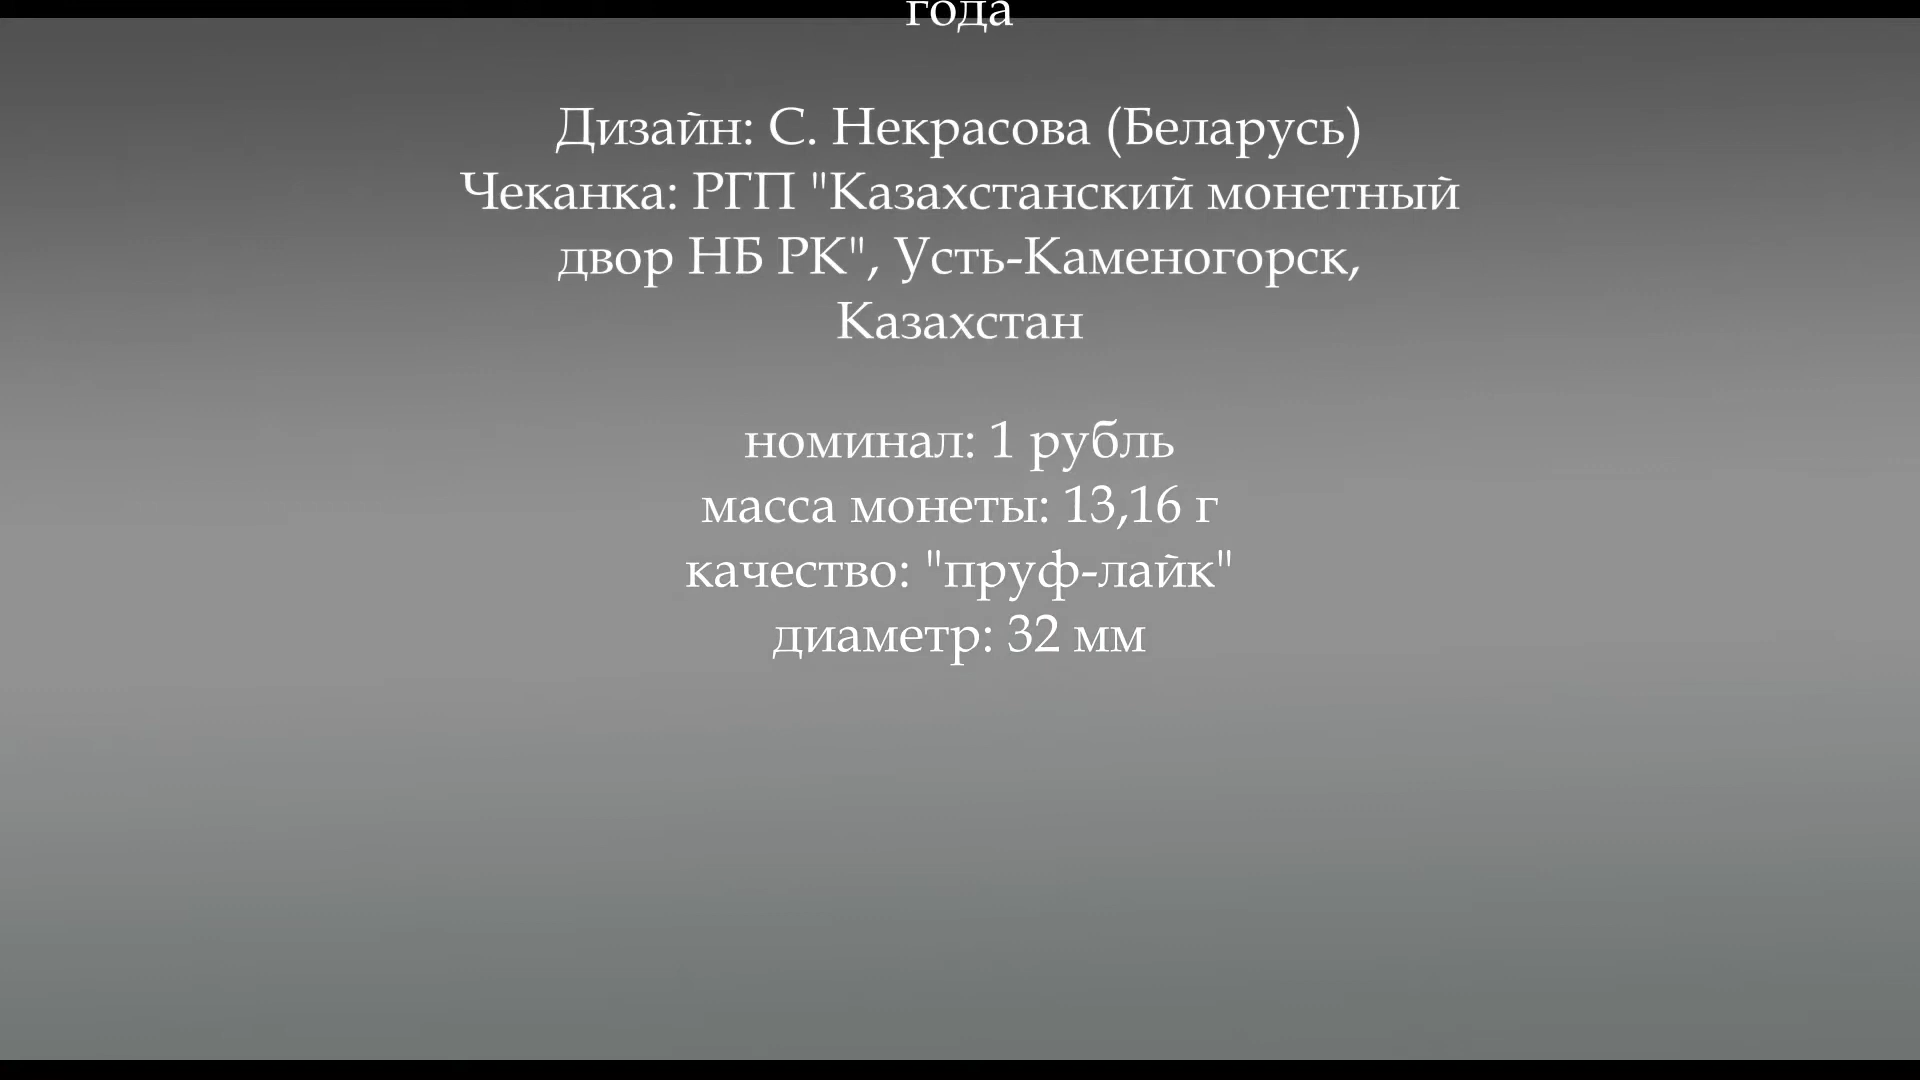 года
Дизайн: С. Некрасова (Беларусь)
Чеканка: РГП "Казахстанский монетный
двор НБ РК", Усть-Каменогорск,
Казахстан
номинал: 1 рубль
масса монеты: 13,16 г
качество: "пруф-лайк"
диаметр: 32 мм